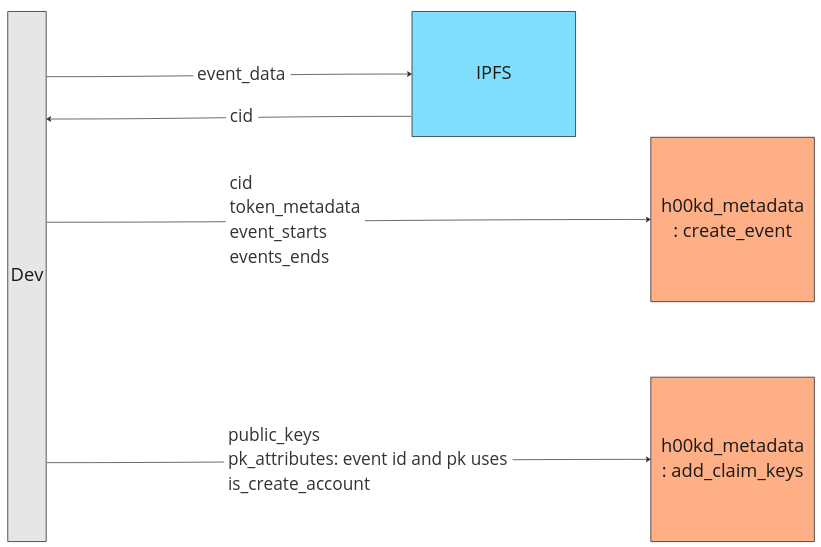 event_data
IPFS
cid
cid
token_metadata
event_starts
events_ends
h00kd_metadata
: create_event
Dev
public_keys
pk_attributes: event id and pk uses
is_create_account
h00kd_metadata
: add_claim_keys